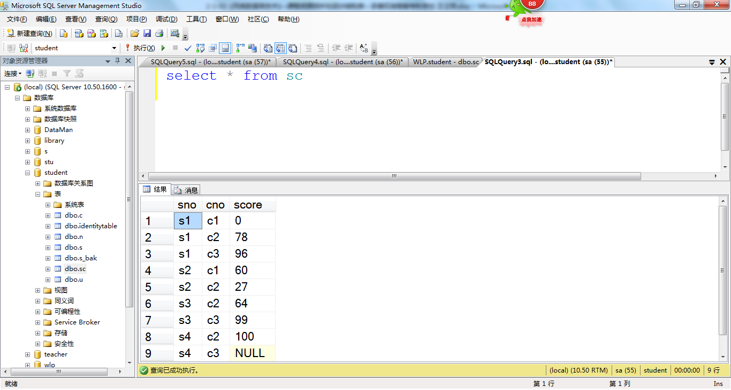 Microsoft SQL Server Management Studio
88
点我加速
文件(F) 编辑(E) 查看(V) 查询(Q) 项目(P) 调试(D) 工具(T) 窗口(W) 社区(C) 帮助(H)
新建查询(N)
student 执行(X)
对象资源管理器
连接
(local) (SQL Server 10.50.1600 -
数据库
系统数据库
数据库快照
DataMan
library
s
stu
student
数据库关系图
表
系统表
dbo.c
dbo.identitytable
dbo.n
dbo.s
dbo.s_bak
dbo.sc
dbo.u
视图
同义词
可编程性
Service Broker
存储
安全性
teacher
wlp
SQLQuery5.sql - (lo....student (sa (57))* SQLQuery4.sql - (lo....student (sa (56))* WLP.student - dbo.sc SQLQuery3.sql - (lo....student (sa (55))*
select * from sc
结果 消息
sno cno score
1 s1 c1 0
2 s1 c2 78
3 s1 c3 96
4 s2 c1 60
5 s2 c2 27
6 s3 c2 64
7 s3 c3 99
8 s4 c2 100
9 s4 c3 NULL
查询已成功执行。 (local) (10.50 RTM) sa (55) student 00:00:00 9 行
就绪 第 1 行 第 1 列 Ins